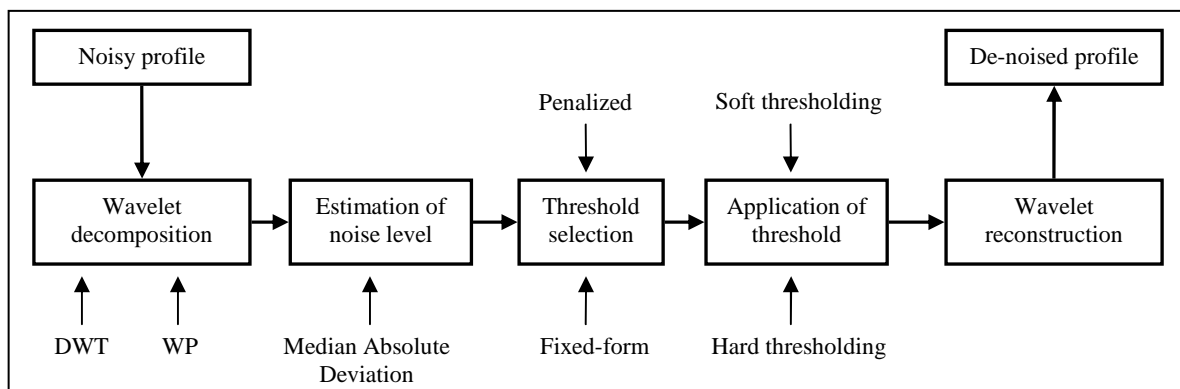 Noisy profile
De-noised profile
Penalized
Soft thresholding
Wavelet
decomposition
Estimation of
noise level
Threshold
selection
Application of
threshold
Wavelet
reconstruction
DWT
WP
Median Absolute
Deviation
Fixed-form
Hard thresholding